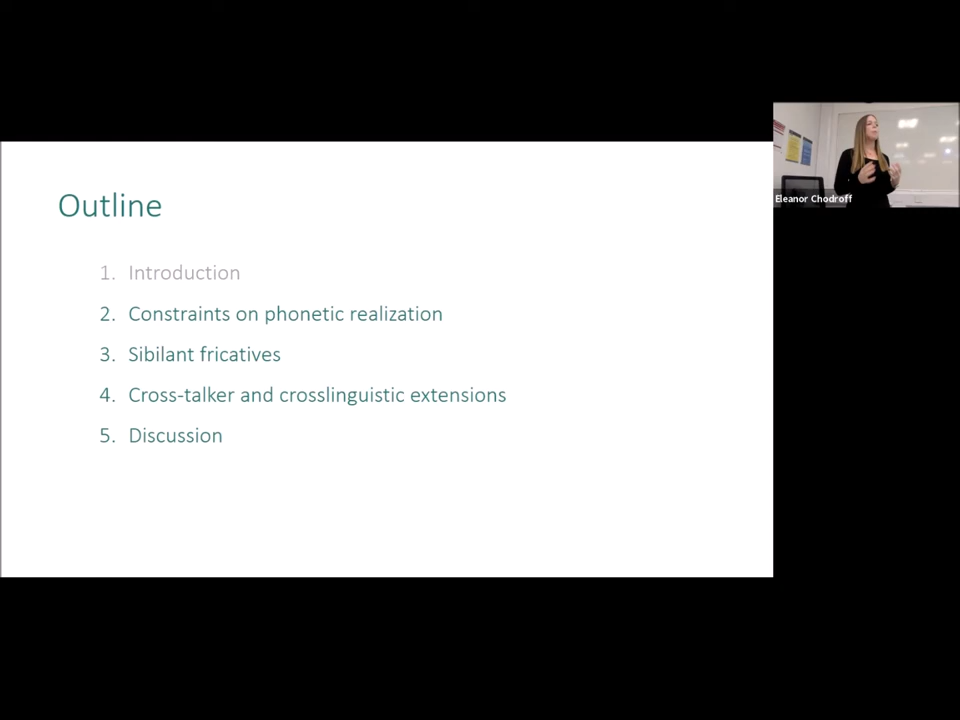 Outline
1. Introduction
2. Constraints on phonetic realization
3. Sibilant fricatives
4. Cross-talker and crosslinguistic extensions
5. Discussion
Eleanor Chodroff